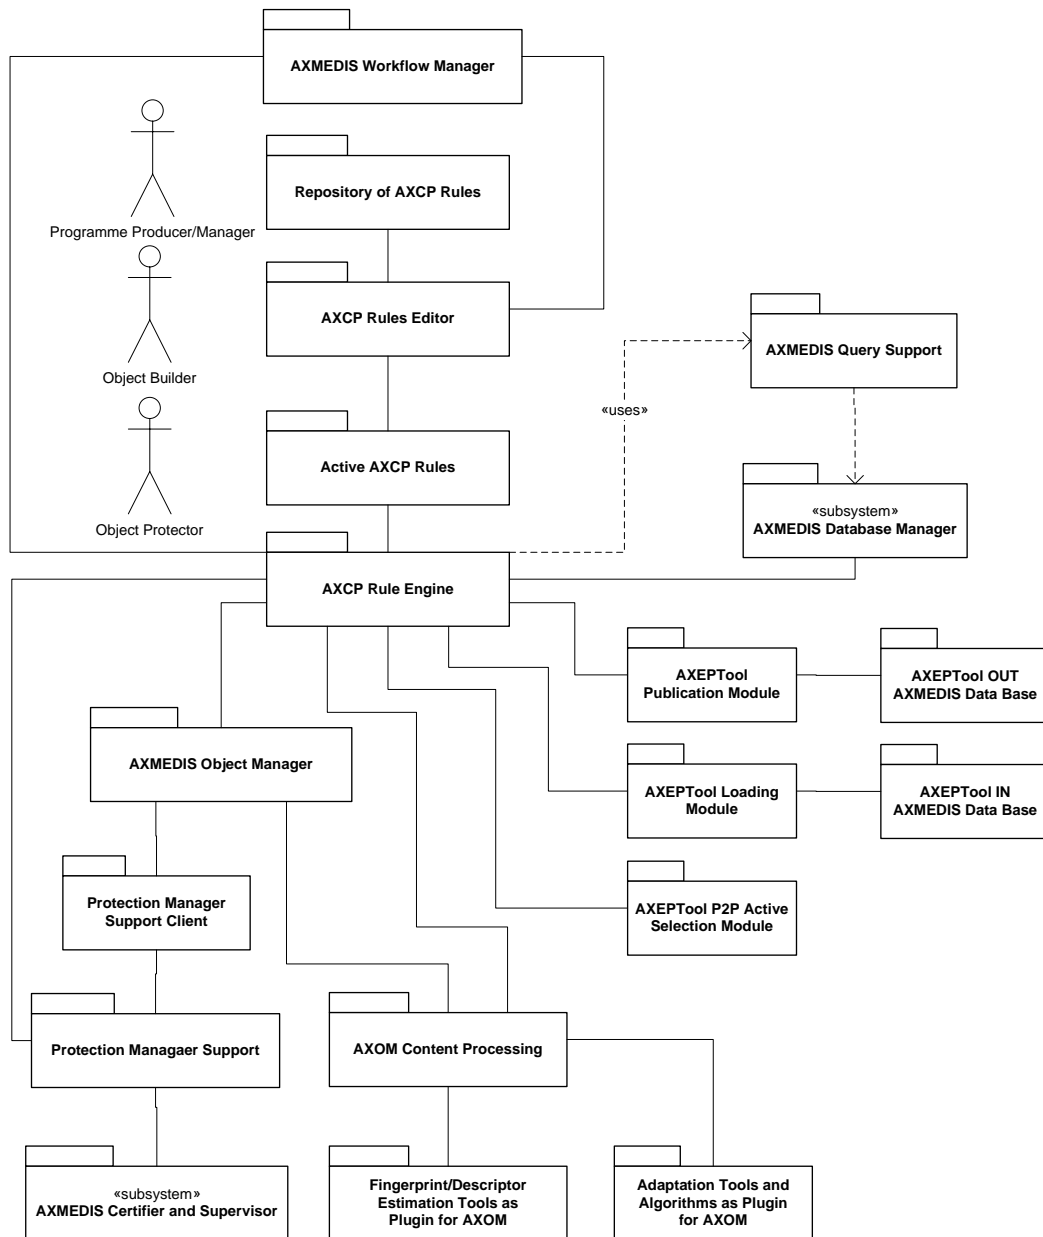 AXMEDIS Workflow Manager
Repository of AXCP Rules
Programme Producer/Manager
AXCP Rules Editor
AXMEDIS Query Support
Object Builder
«uses»
Active AXCP Rules
«subsystem»
AXMEDIS Database Manager
Object Protector
AXCP Rule Engine
AXEPTool
Publication Module
AXEPTool OUT
AXMEDIS Data Base
AXMEDIS Object Manager
AXEPTool Loading
Module
AXEPTool IN
AXMEDIS Data Base
Protection Manager
Support Client
AXEPTool P2P Active
Selection Module
Protection Managaer Support
AXOM Content Processing
«subsystem»
AXMEDIS Certifier and Supervisor
Fingerprint/Descriptor
Estimation Tools as
Plugin for AXOM
Adaptation Tools and
Algorithms as Plugin
for AXOM